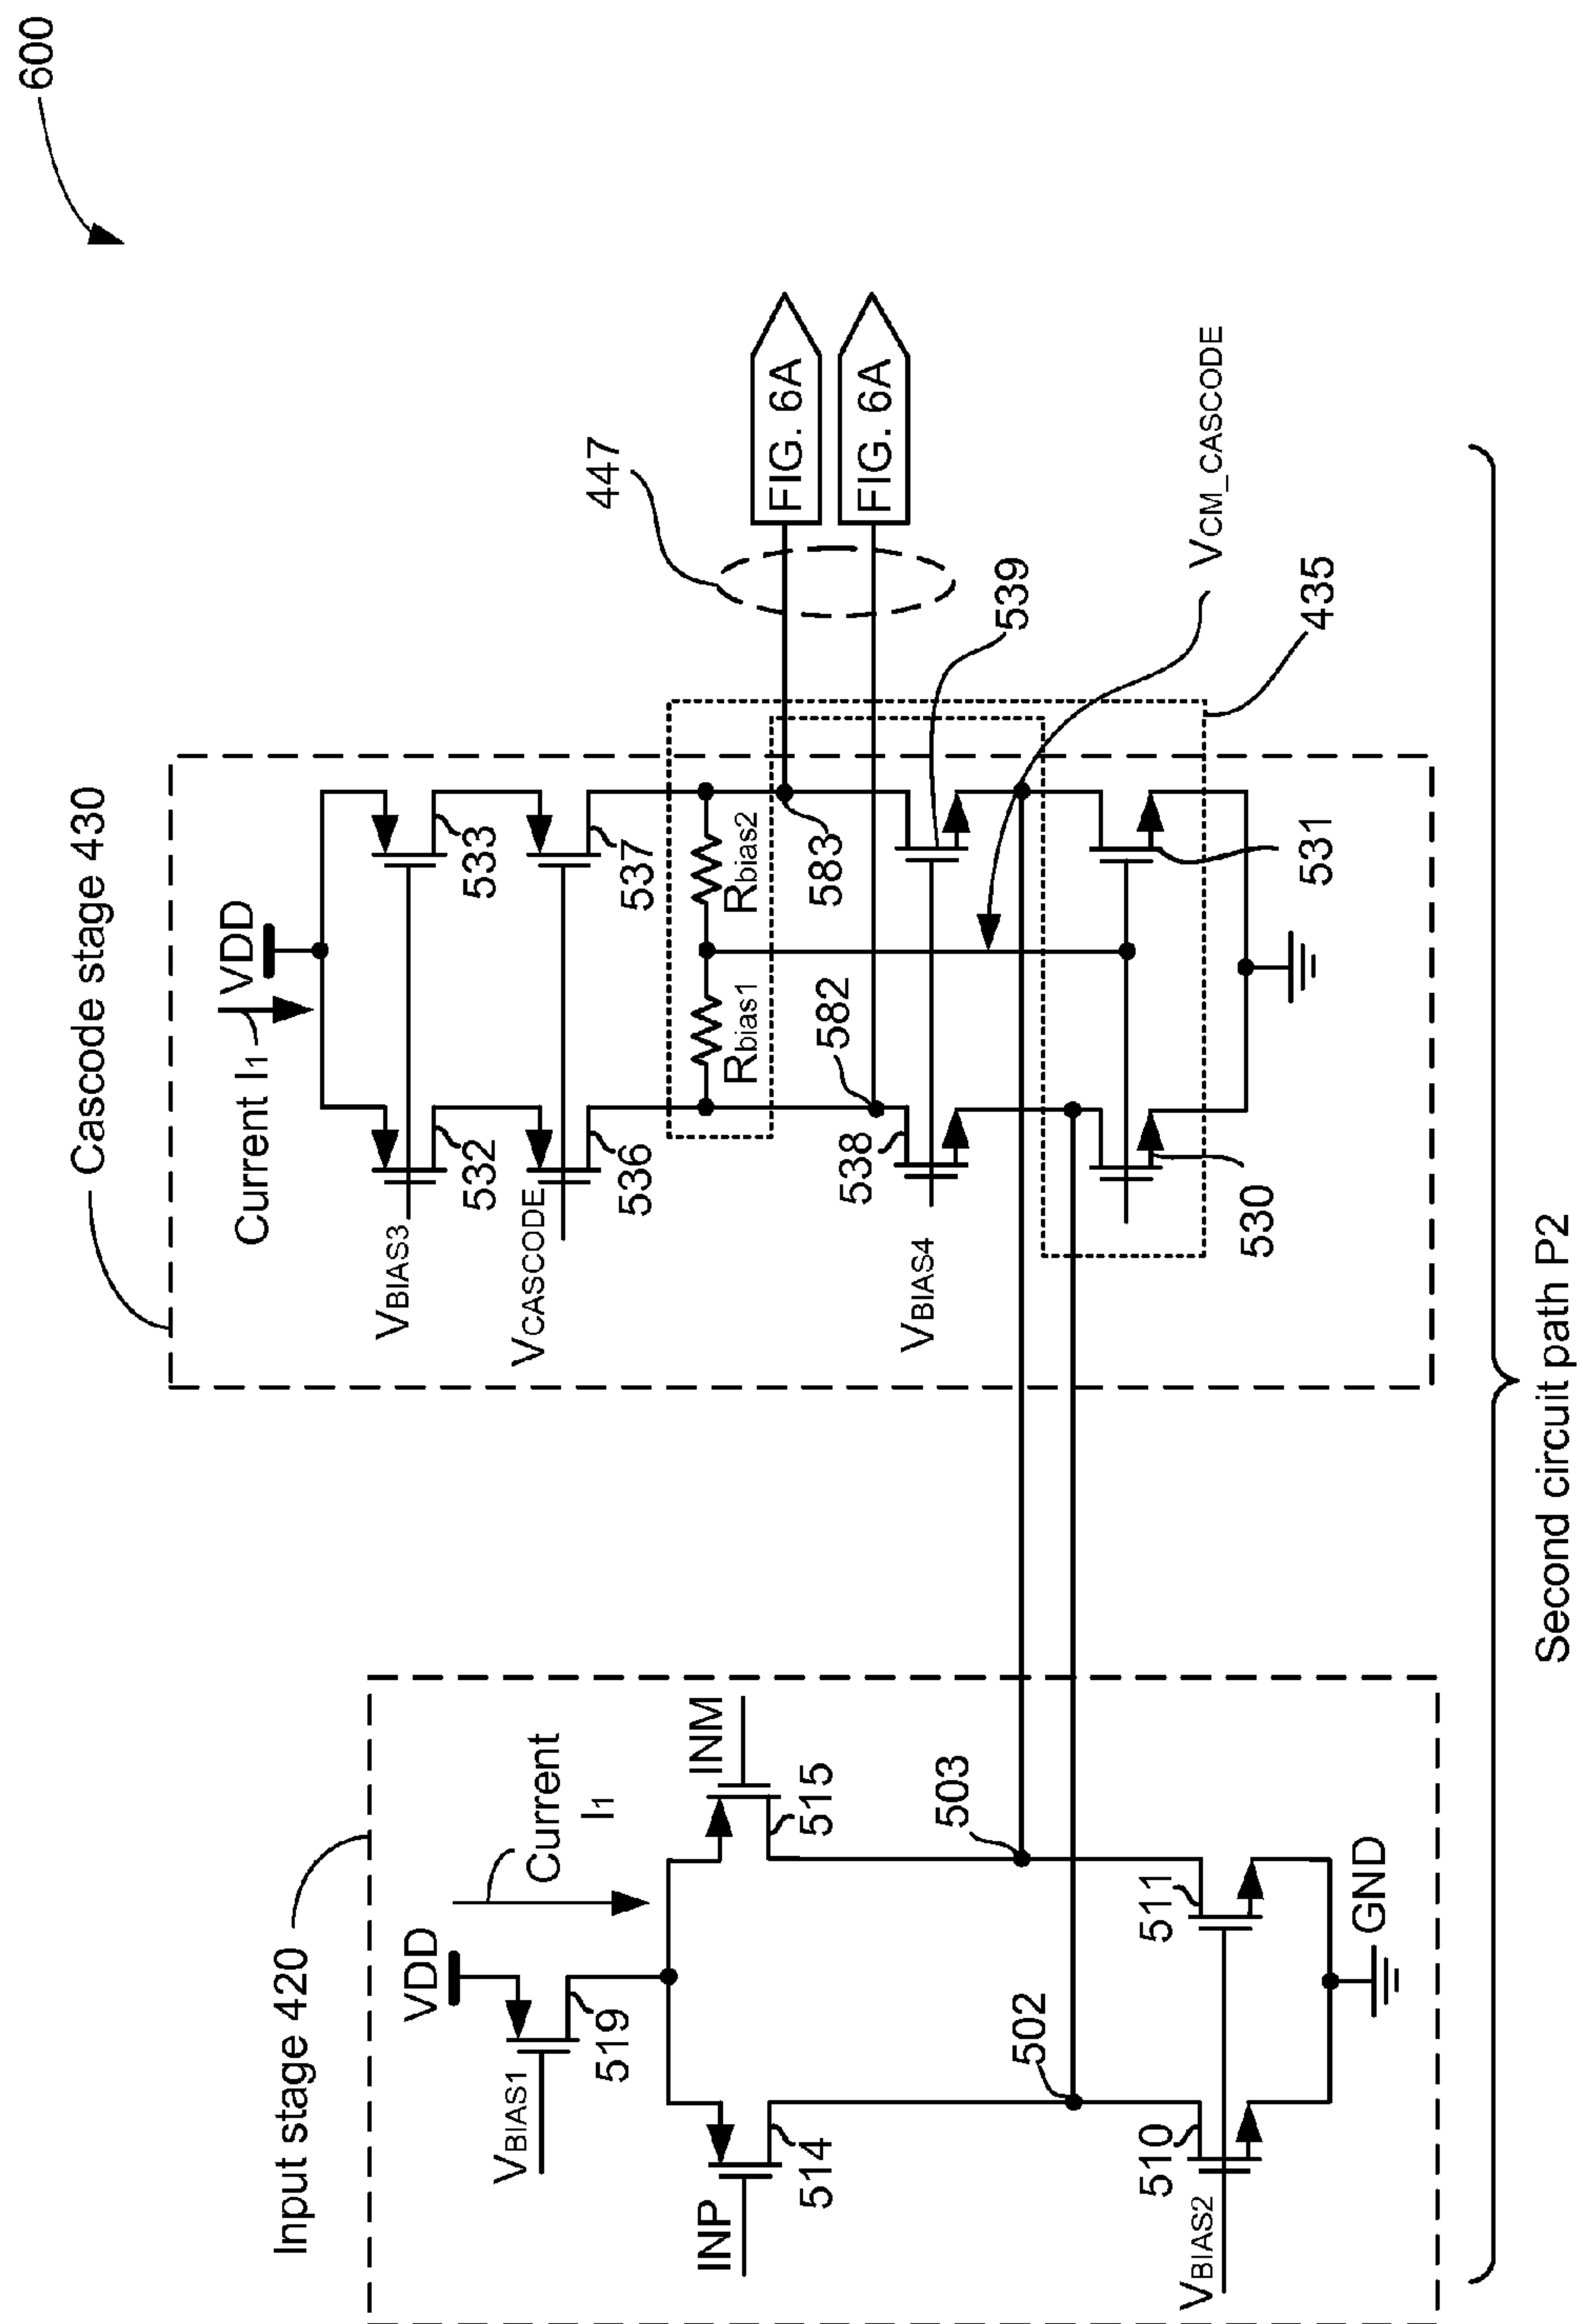 600
Cascode stage 430
Current I1
VDD
VBIAS3
532
533
VCASCODE
536
537
Rbias1
Rbias2
447
FIG. 6A
FIG. 6A
582
583
538
539
VBIAS4
VCM_CASCODE
435
530
531
Input stage 420
VDD
Current
I1
VBIAS1
519
INP
514
INM
515
502
503
510
511
VBIAS2
GND
Second circuit path P2